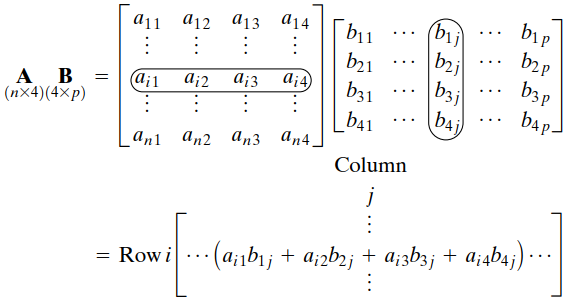 a11 a12 a13 a14 b11 ⋯ b1j ⋯ b1p
⋮ ⋮ ⋮ ⋮ b21 ⋯ b2j ⋯ b2p
A B = ai1 ai2 ai3 ai4 b31 ⋯ b3j ⋯ b3p
(n×4)(4×p) ⋮ ⋮ ⋮ ⋮ b41 ⋯ b4j ⋯ b4p
an1 an2 an3 an4
Column
j
⋮
= Row i ⋯ (ai1b1j + ai2b2j + ai3b3j + ai4b4j) ⋯
⋮